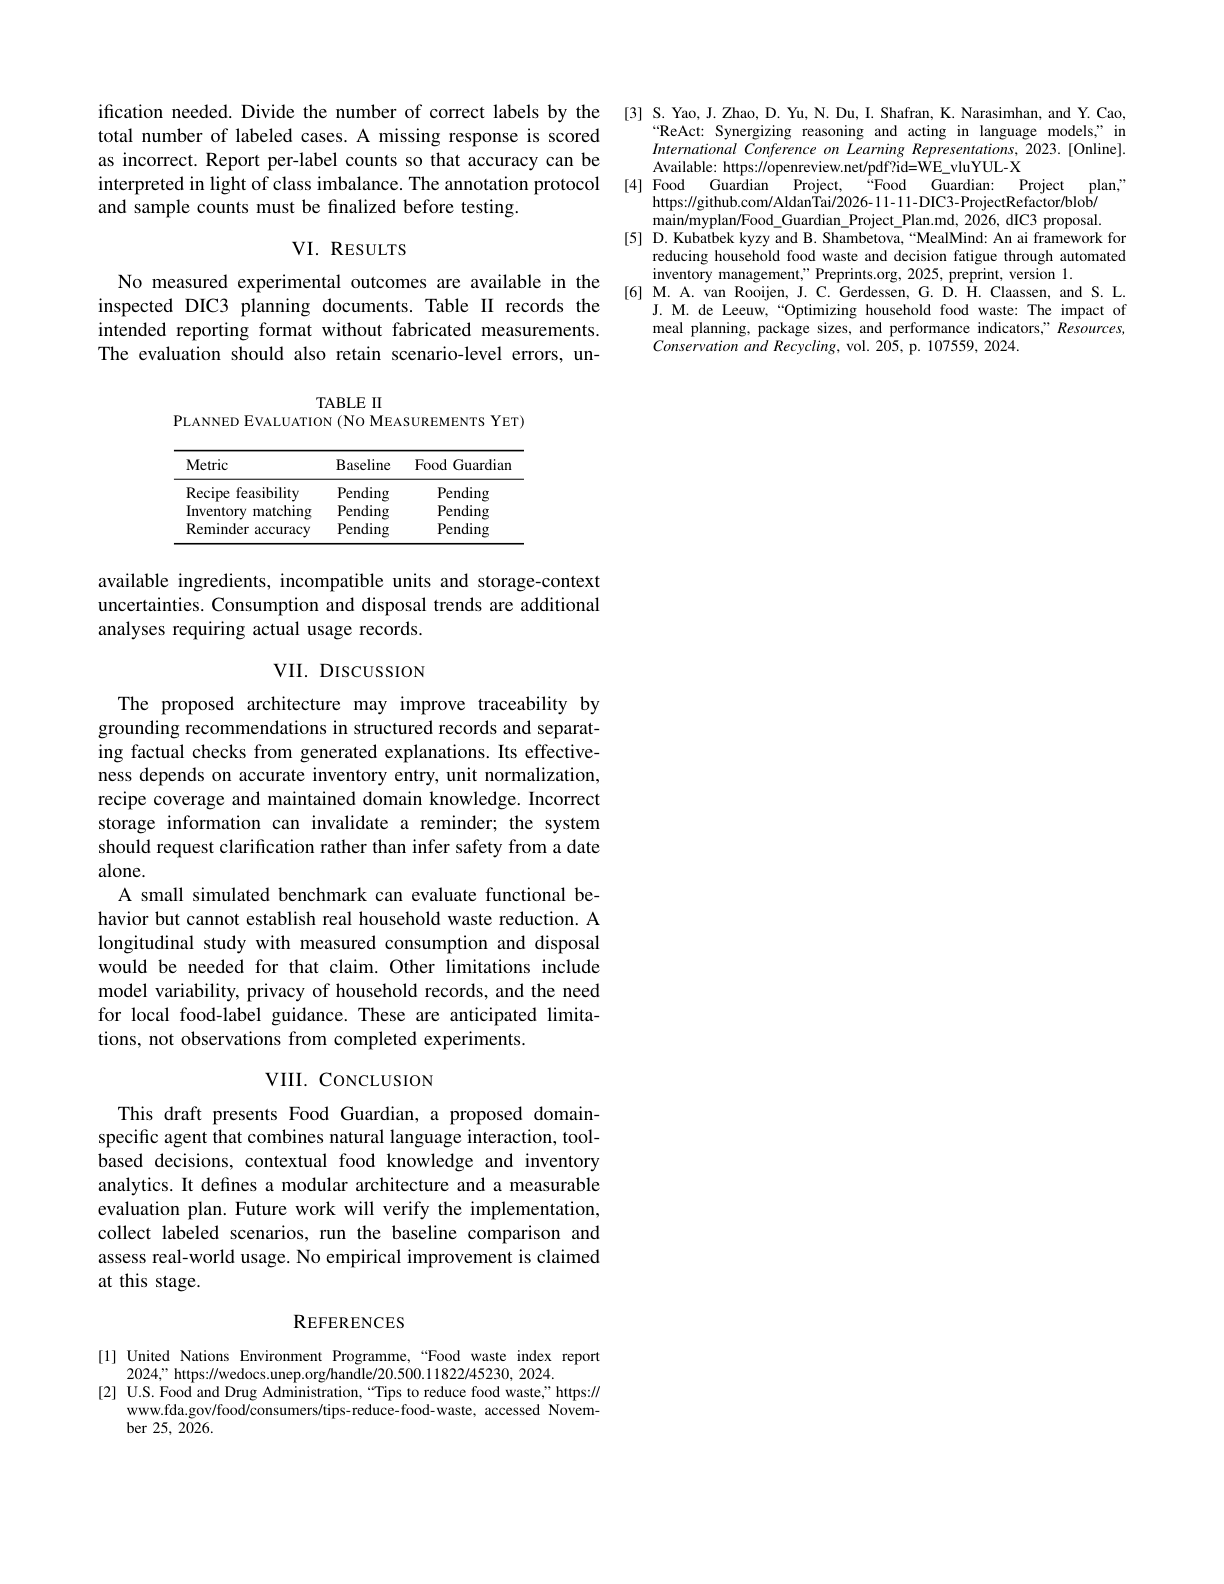 ification needed. Divide the number of correct labels by the
total number of labeled cases. A missing response is scored
as incorrect. Report per-label counts so that accuracy can be
interpreted in light of class imbalance. The annotation protocol
and sample counts must be finalized before testing.
VI. RESULTS
No measured experimental outcomes are available in the
inspected DIC3 planning documents. Table II records the
intended reporting format without fabricated measurements.
The evaluation should also retain scenario-level errors, un-
TABLE II
PLANNED EVALUATION (NO MEASUREMENTS YET)
Metric Baseline Food Guardian
Recipe feasibility Pending Pending
Inventory matching Pending Pending
Reminder accuracy Pending Pending
available ingredients, incompatible units and storage-context
uncertainties. Consumption and disposal trends are additional
analyses requiring actual usage records.
VII. DISCUSSION
The proposed architecture may improve traceability by
grounding recommendations in structured records and separat-
ing factual checks from generated explanations. Its effective-
ness depends on accurate inventory entry, unit normalization,
recipe coverage and maintained domain knowledge. Incorrect
storage information can invalidate a reminder; the system
should request clarification rather than infer safety from a date
alone.
A small simulated benchmark can evaluate functional be-
havior but cannot establish real household waste reduction. A
longitudinal study with measured consumption and disposal
would be needed for that claim. Other limitations include
model variability, privacy of household records, and the need
for local food-label guidance. These are anticipated limita-
tions, not observations from completed experiments.
VIII. CONCLUSION
This draft presents Food Guardian, a proposed domain-
specific agent that combines natural language interaction, tool-
based decisions, contextual food knowledge and inventory
analytics. It defines a modular architecture and a measurable
evaluation plan. Future work will verify the implementation,
collect labeled scenarios, run the baseline comparison and
assess real-world usage. No empirical improvement is claimed
at this stage.
REFERENCES
[1] United Nations Environment Programme, “Food waste index report
2024,” https://wedocs.unep.org/handle/20.500.11822/45230, 2024.
[2] U.S. Food and Drug Administration, “Tips to reduce food waste,” https://
www.fda.gov/food/consumers/tips-reduce-food-waste, accessed Novem-
ber 25, 2026.
[3] S. Yao, J. Zhao, D. Yu, N. Du, I. Shafran, K. Narasimhan, and Y. Cao,
“ReAct: Synergizing reasoning and acting in language models,” in
International Conference on Learning Representations, 2023. [Online].
Available: https://openreview.net/pdf?id=WE_vluYUL-X
[4] Food Guardian Project, “Food Guardian: Project plan,”
https://github.com/AldanTai/2026-11-11-DIC3-ProjectRefactor/blob/
main/myplan/Food_Guardian_Project_Plan.md, 2026, dIC3 proposal.
[5] D. Kubatbek kyzy and B. Shambetova, “MealMind: An ai framework for
reducing household food waste and decision fatigue through automated
inventory management,” Preprints.org, 2025, preprint, version 1.
[6] M. A. van Rooijen, J. C. Gerdessen, G. D. H. Claassen, and S. L.
J. M. de Leeuw, “Optimizing household food waste: The impact of
meal planning, package sizes, and performance indicators,” Resources,
Conservation and Recycling, vol. 205, p. 107559, 2024.